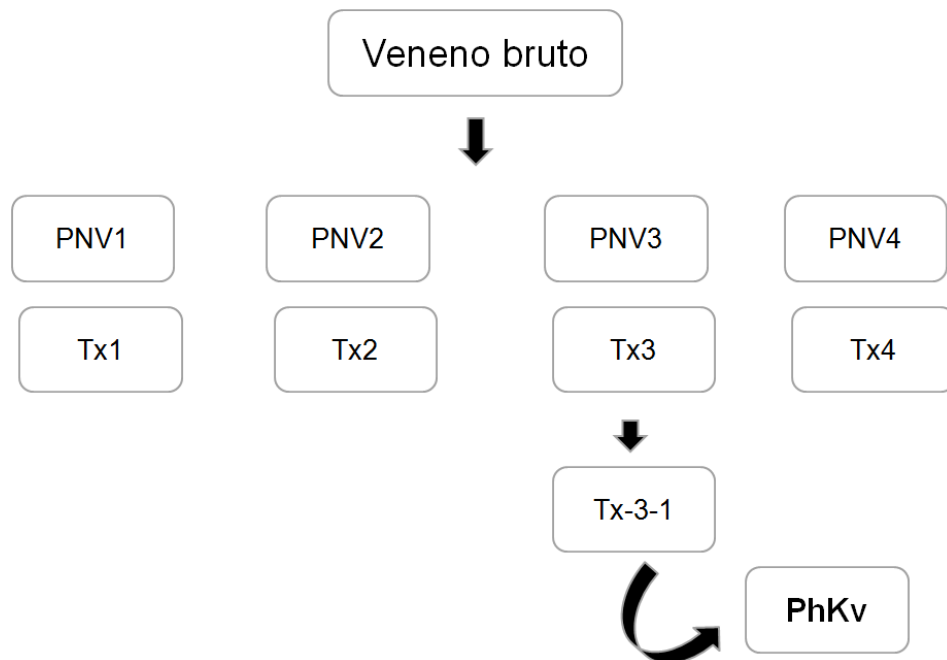 Veneno bruto
PNV1
PNV2
PNV3
PNV4
Tx1
Tx2
Tx3
Tx4
Tx-3-1
PhKv